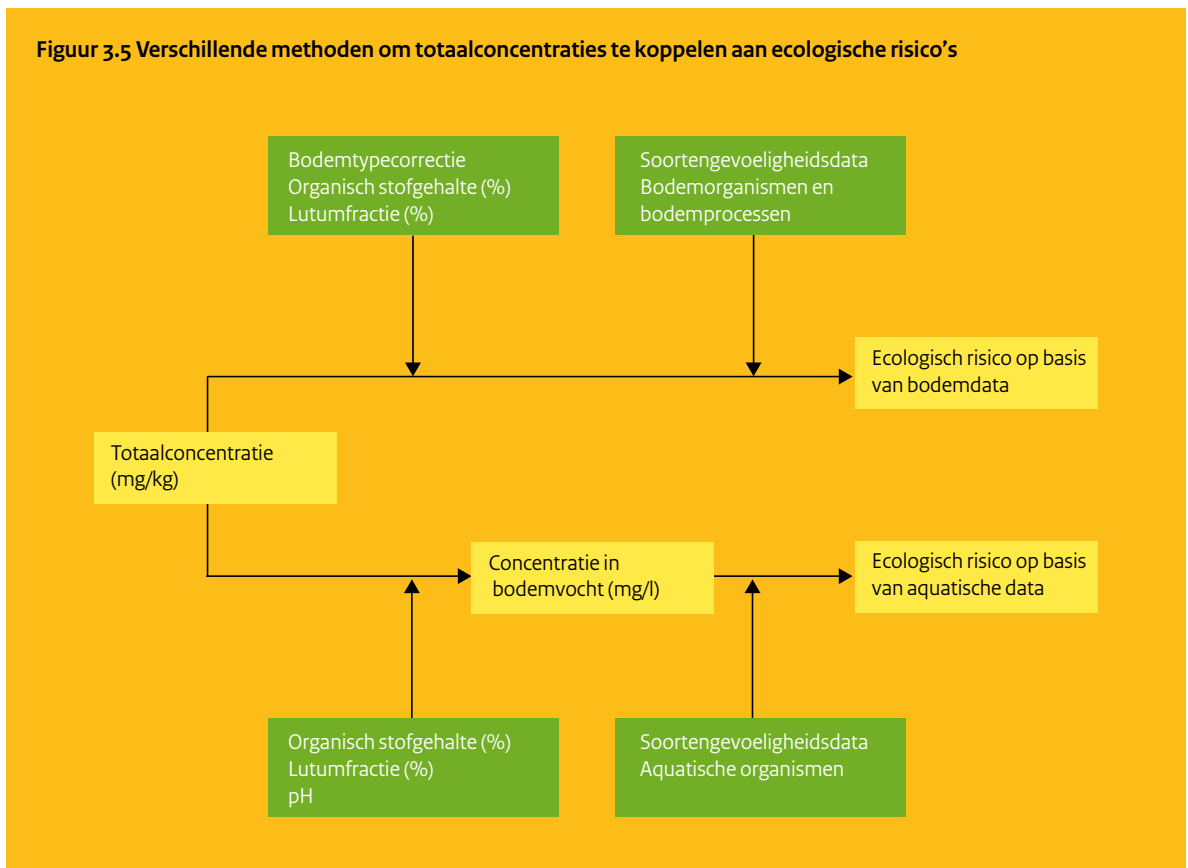 Figuur 3.5 Verschillende methoden om totaalconcentraties te koppelen aan ecologische risico's
Bodemtypecorrectie
Organisch stofgehalte (%)
Lutumfractie (%)
Soortengevoeligheidsdata
Bodemorganismen en
bodemprocessen
Ecologisch risico op basis
van bodemdata
Totaalconcentratie
(mg/kg)
Concentratie in
bodemvocht (mg/l)
Ecologisch risico op basis
van aquatische data
Organisch stofgehalte (%)
Lutumfractie (%)
pH
Soortengevoeligheidsdata
Aquatische organismen